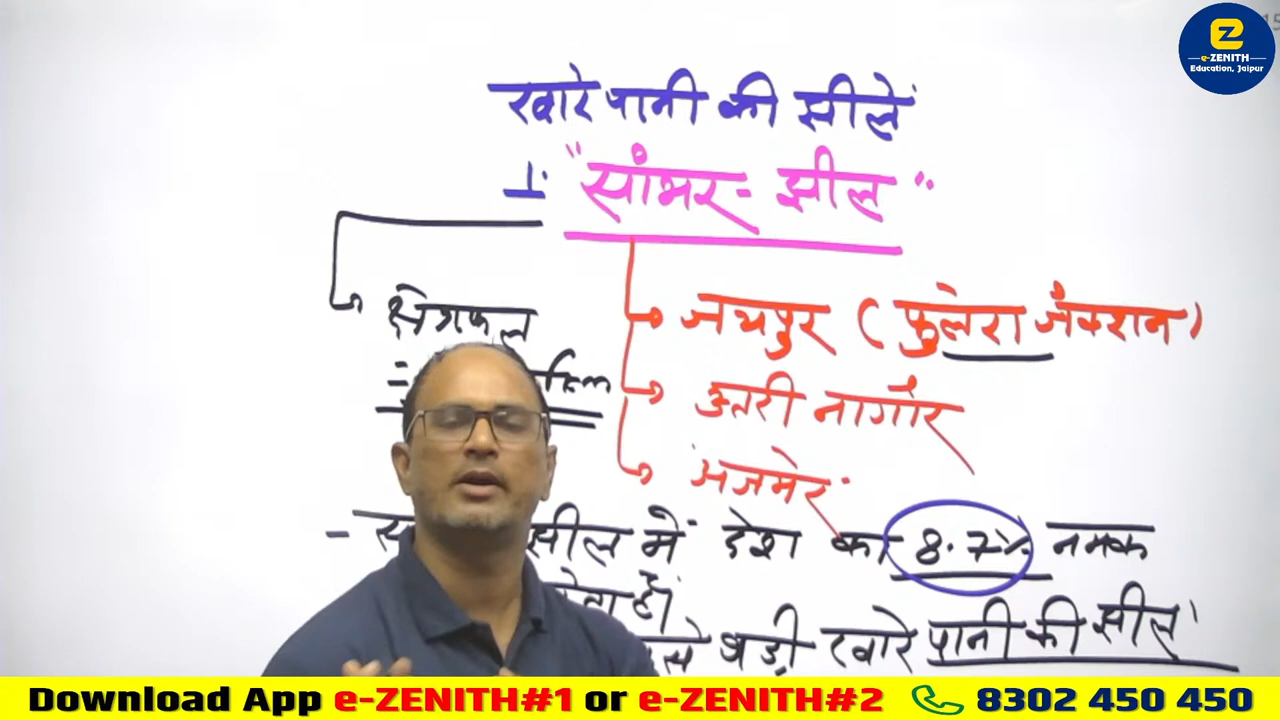 e-ZENITH
Education, Jaipur
खारे पानी की झीलें
1. "सांभर = झील"
क्षेत्रफल
जयपुर ( फुलेरा जंक्शन )
उत्तरी नागौर
अजमेर
झील में देश का 8.7% नमक
होता है।
बड़ी खारे पानी की झील
Download App e-ZENITH#1 or e-ZENITH#2 8302 450 450